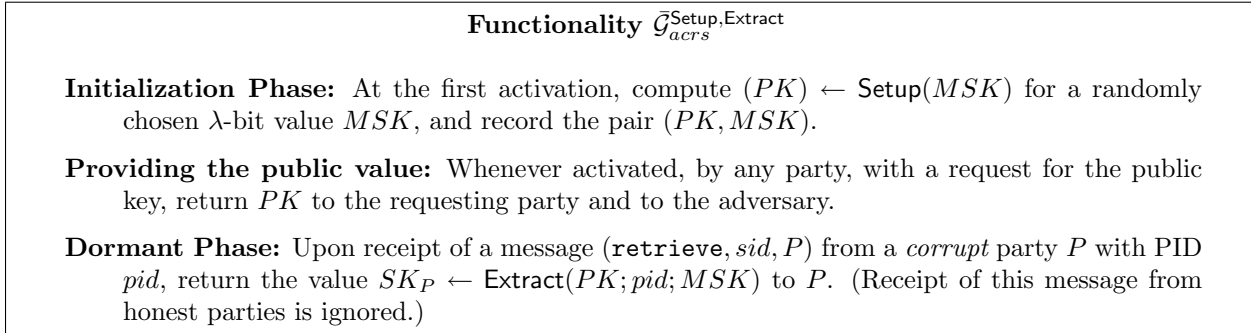 Functionality 𝒢̄_{acrs}^{Setup,Extract}
Initialization Phase: At the first activation, compute (PK) ← Setup(MSK) for a randomly
chosen λ-bit value MSK, and record the pair (PK, MSK).
Providing the public value: Whenever activated, by any party, with a request for the public
key, return PK to the requesting party and to the adversary.
Dormant Phase: Upon receipt of a message (retrieve, sid, P) from a corrupt party P with PID
pid, return the value SK_P ← Extract(PK; pid; MSK) to P. (Receipt of this message from
honest parties is ignored.)